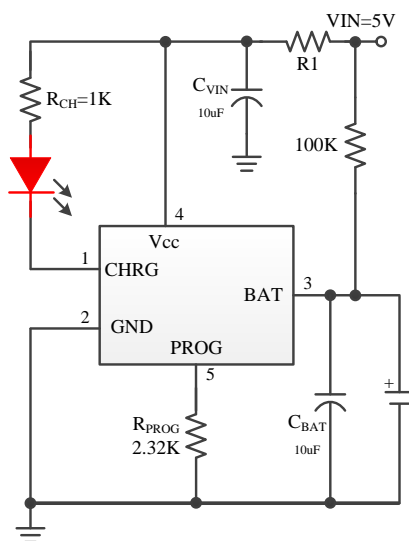 VIN=5V
R1
C_VIN
10uF
R_CH=1K
100K
4
Vcc
1
CHRG
3
BAT
2
GND
PROG
5
R_PROG
2.32K
C_BAT
10uF
+